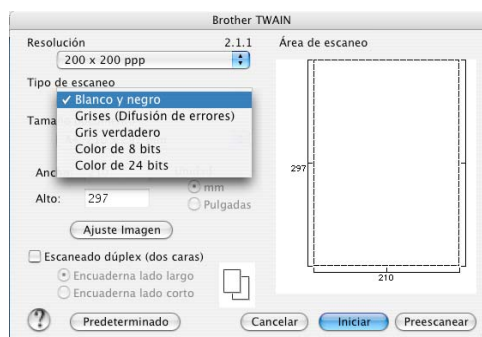 Brother TWAIN
Resolución 2.1.1 Área de escaneo
200 x 200 ppp
Tipo de escaneo
✓ Blanco y negro
Grises (Difusión de errores)
Tama
Gris verdadero
Color de 8 bits
Color de 24 bits
Anc
297
mm
Alto: 297
Pulgadas
Ajuste Imagen
Escaneado dúplex (dos caras)
Encuaderna lado largo
210
Encuaderna lado corto
? Predeterminado Cancelar Iniciar Preescanear